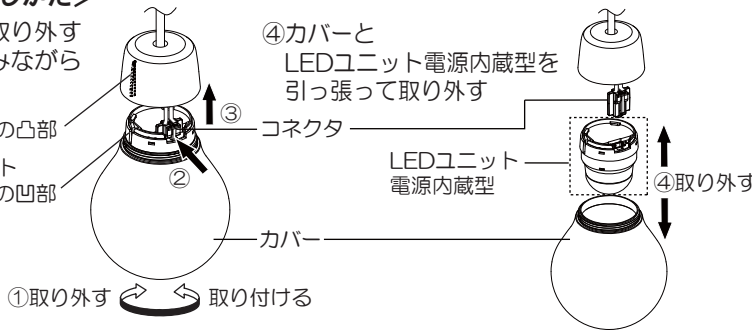 取り外す
みながら
の凸部
ト
の凹部
③
②
①取り外す
取り付ける
④カバーと
LEDユニット電源内蔵型を
引っ張って取り外す
コネクタ
LEDユニット
電源内蔵型
カバー
④取り外す